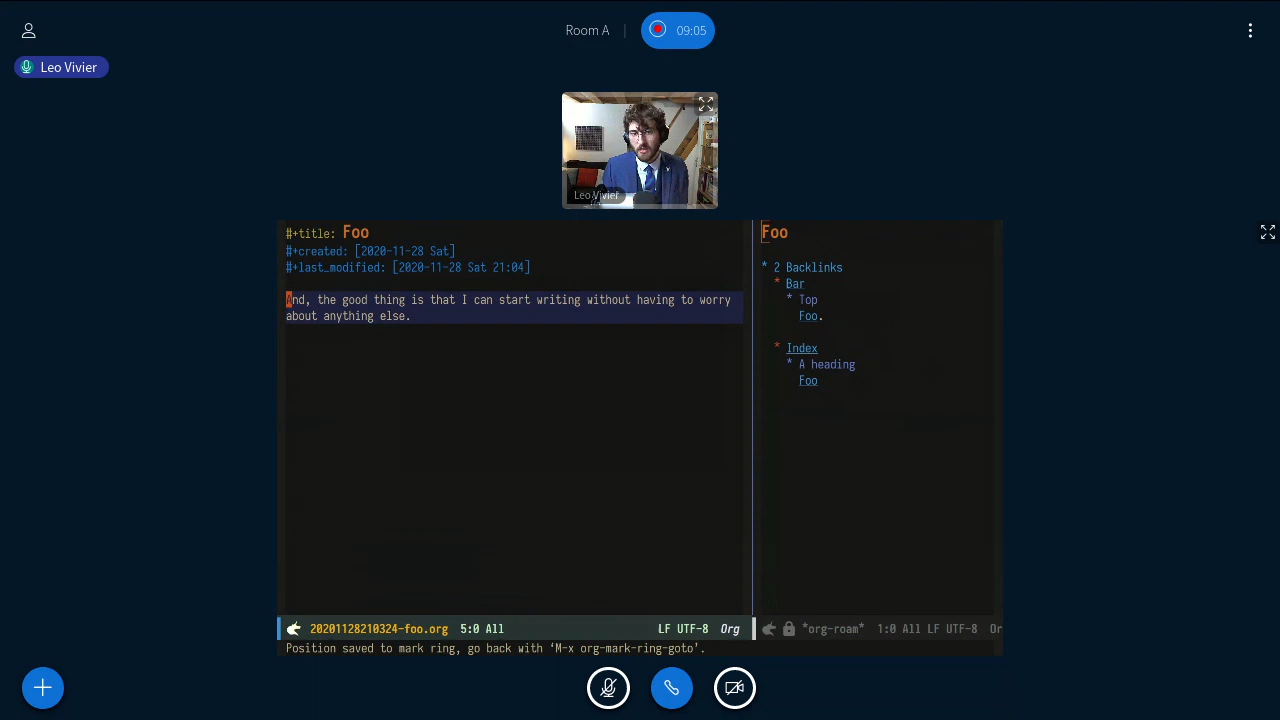 Room A | 09:05
Leo Vivier
Leo Vivier
#+title: Foo
#+created: [2020-11-28 Sat]
#+last_modified: [2020-11-28 Sat 21:04]
And, the good thing is that I can start writing without having to worry
about anything else.
20201128210324-foo.org 5:0 All LF UTF-8 Org
Position saved to mark ring, go back with ‘M-x org-mark-ring-goto’.
Foo
* 2 Backlinks
* Bar
* Top
Foo.
* Index
* A heading
Foo
*org-roam* 1:0 All LF UTF-8 Or